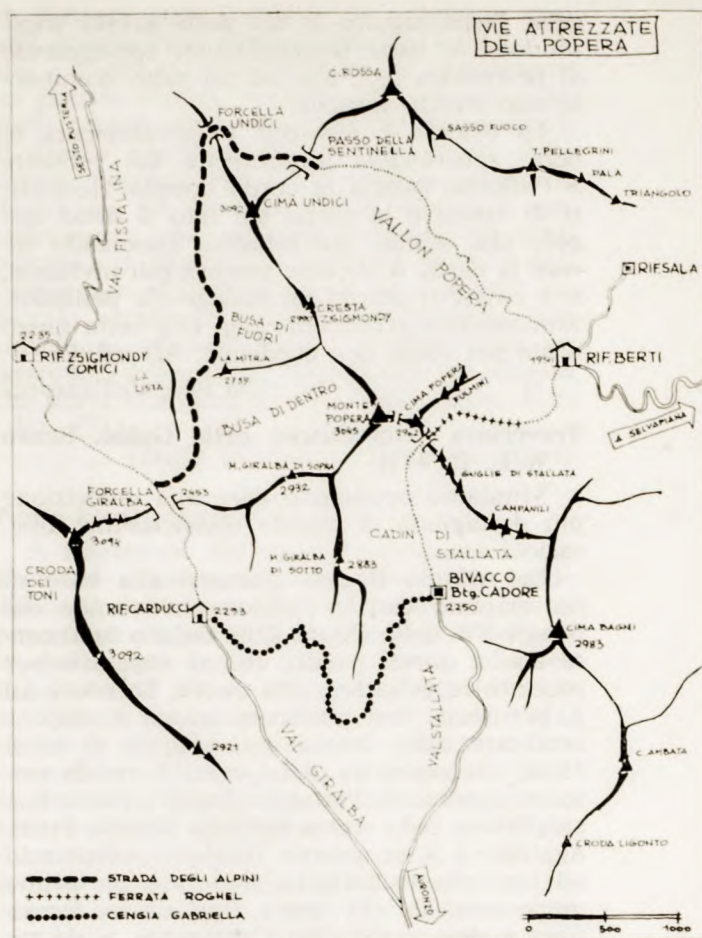 VIE ATTREZZATE
DEL POPERA
C. ROSSA
SESTO PUSTERIA
FORCELLA
UNDICI
PASSO DELLA
SENTINELLA
SASSO FUOCO
T. PELLEGRINI
PALA
TRIANGOLO
VAL FISCALINA
3092
CIMA UNDICI
VALLON POPERA
RIF. SALA
CRESTA
ZSIGMONDY
BUSA DI
FUORI
2235
RIF. ZSIGMONDY
COMICI
LA MITRIA
2739
RIF. BERTI
LA
LISTA
BUSA DI DENTRO
CIMA POPERA
FULMINI
MONTE
POPERA
3045
A SELVAPIANA
M. GIRALBA DI SOPRA
2932
GUGLIE DI STALLATA
FORCELLA
GIRALBA
CAMPANILI
3094
CADIN DI
STALLATA
CRODA
DEI
TONI
M. GIRALBA
DI SOTTO
2883
BIVACCO
Btg. CADORE
2250
RIF. CARDUCCI
2293
CIMA BAGNI
2983
3092
VALSTALLATA
2921
VAL GIRALBA
C. AMBATA
CRODA LIGONTO
AURONZO
STRADA DEGLI ALPINI
FERRATA ROGHEL
CENGIA GABRIELLA
0 500 1000